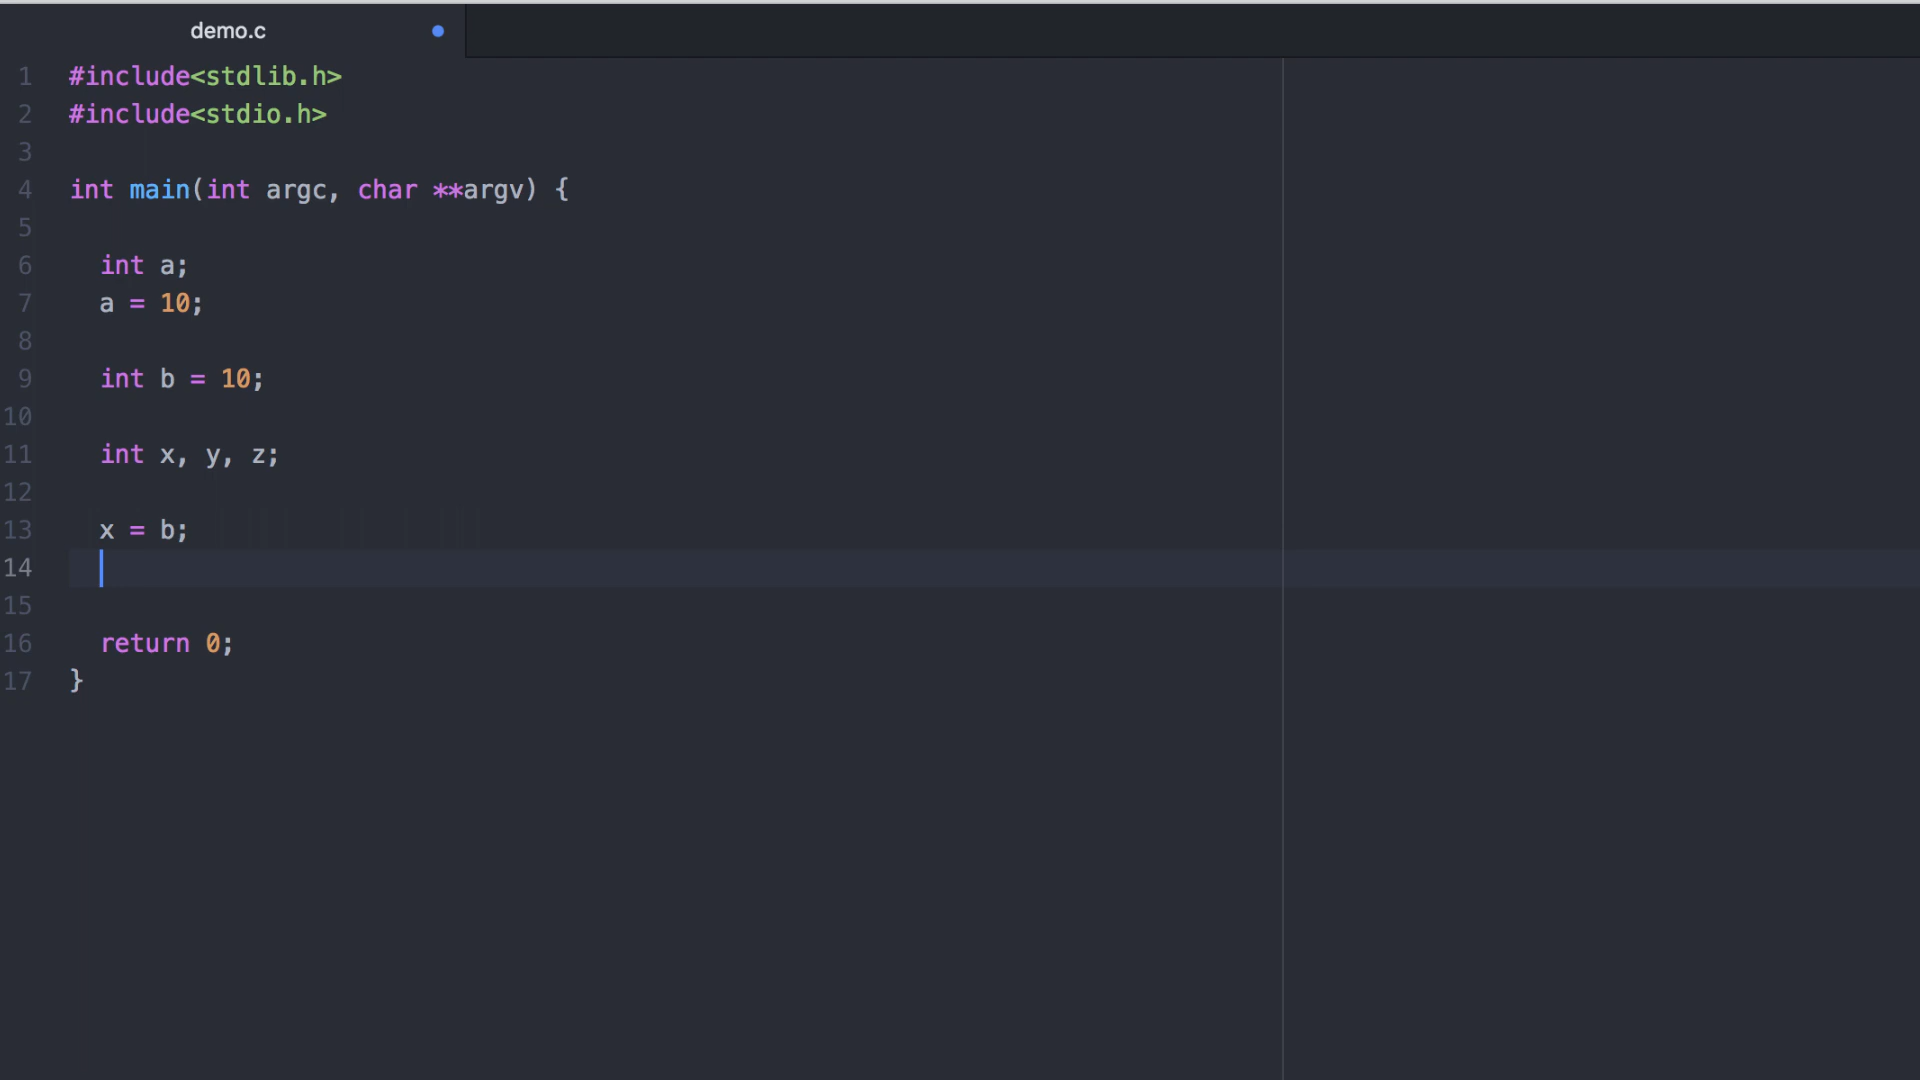 demo.c
1 #include<stdlib.h>
2 #include<stdio.h>
3
4 int main(int argc, char **argv) {
5
6   int a;
7   a = 10;
8
9   int b = 10;
10
11   int x, y, z;
12
13   x = b;
14
15
16   return 0;
17 }